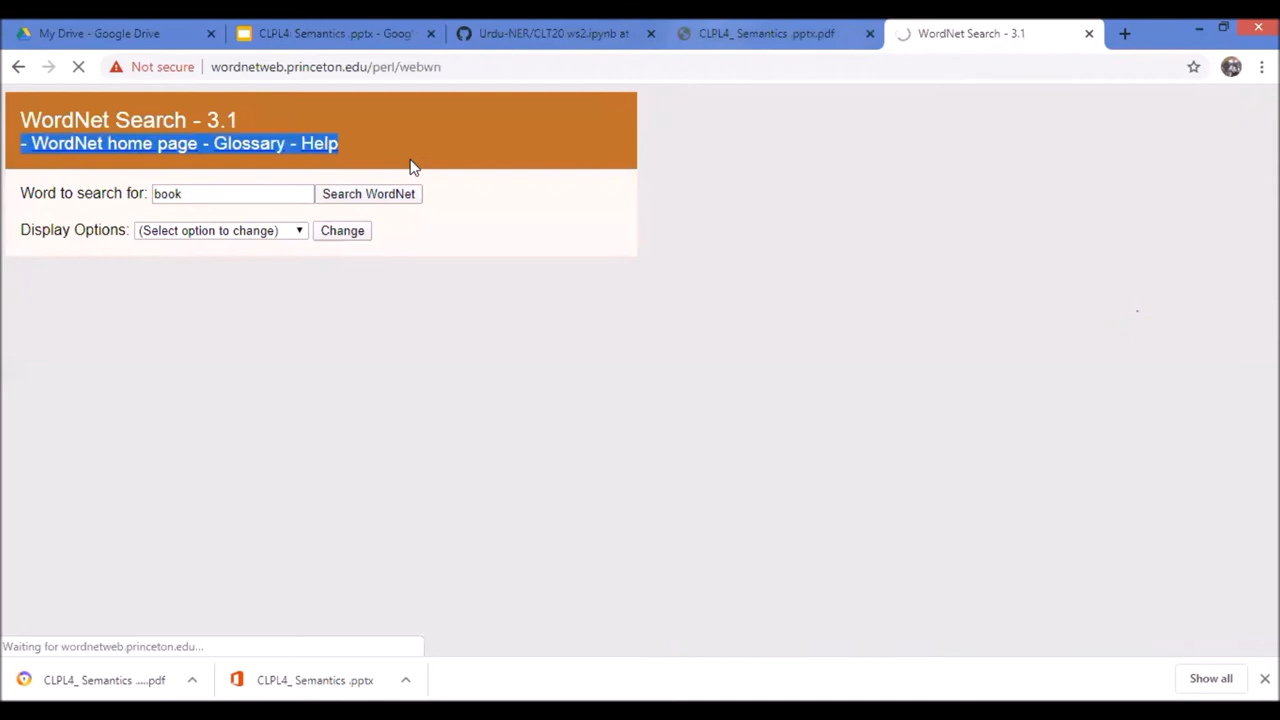 My Drive - Google Drive
CLPL4 Semantics .pptx - Goog
Urdu-NER/CLT20 ws2.ipynb at
CLPL4_ Semantics .pptx.pdf
WordNet Search - 3.1
Not secure
wordnetweb.princeton.edu/perl/webwn
WordNet Search - 3.1
- WordNet home page - Glossary - Help
Word to search for: book Search WordNet
Display Options: (Select option to change) Change
Waiting for wordnetweb.princeton.edu...
CLPL4_ Semantics .....pdf
CLPL4_ Semantics .pptx
Show all